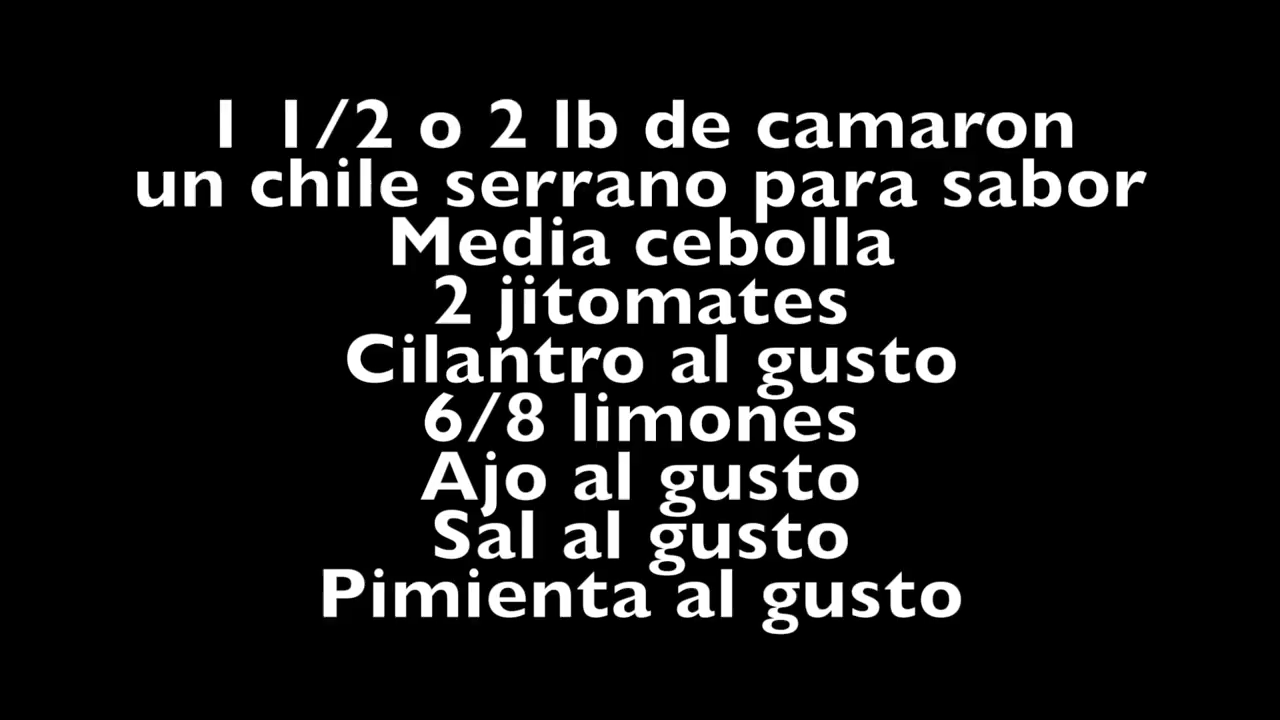 1 1/2 o 2 lb de camaron
un chile serrano para sabor
Media cebolla
2 jitomates
Cilantro al gusto
6/8 limones
Ajo al gusto
Sal al gusto
Pimienta al gusto